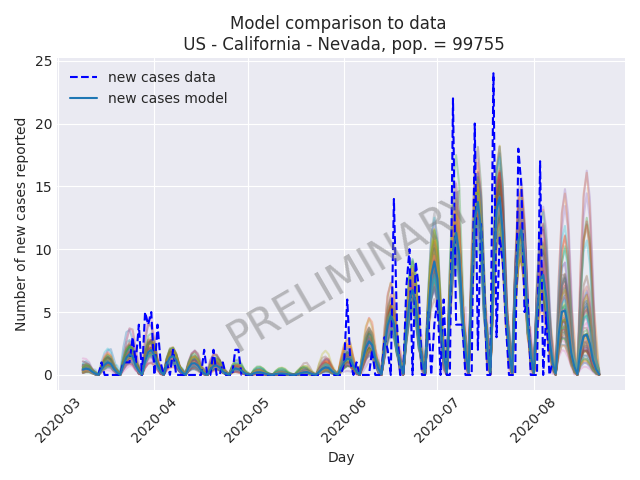 Model comparison to data
US - California - Nevada, pop. = 99755
new cases data
new cases model
Number of new cases reported
25
20
15
10
5
0
PRELIMINARY
2020-03
2020-04
2020-05
2020-06
2020-07
2020-08
Day